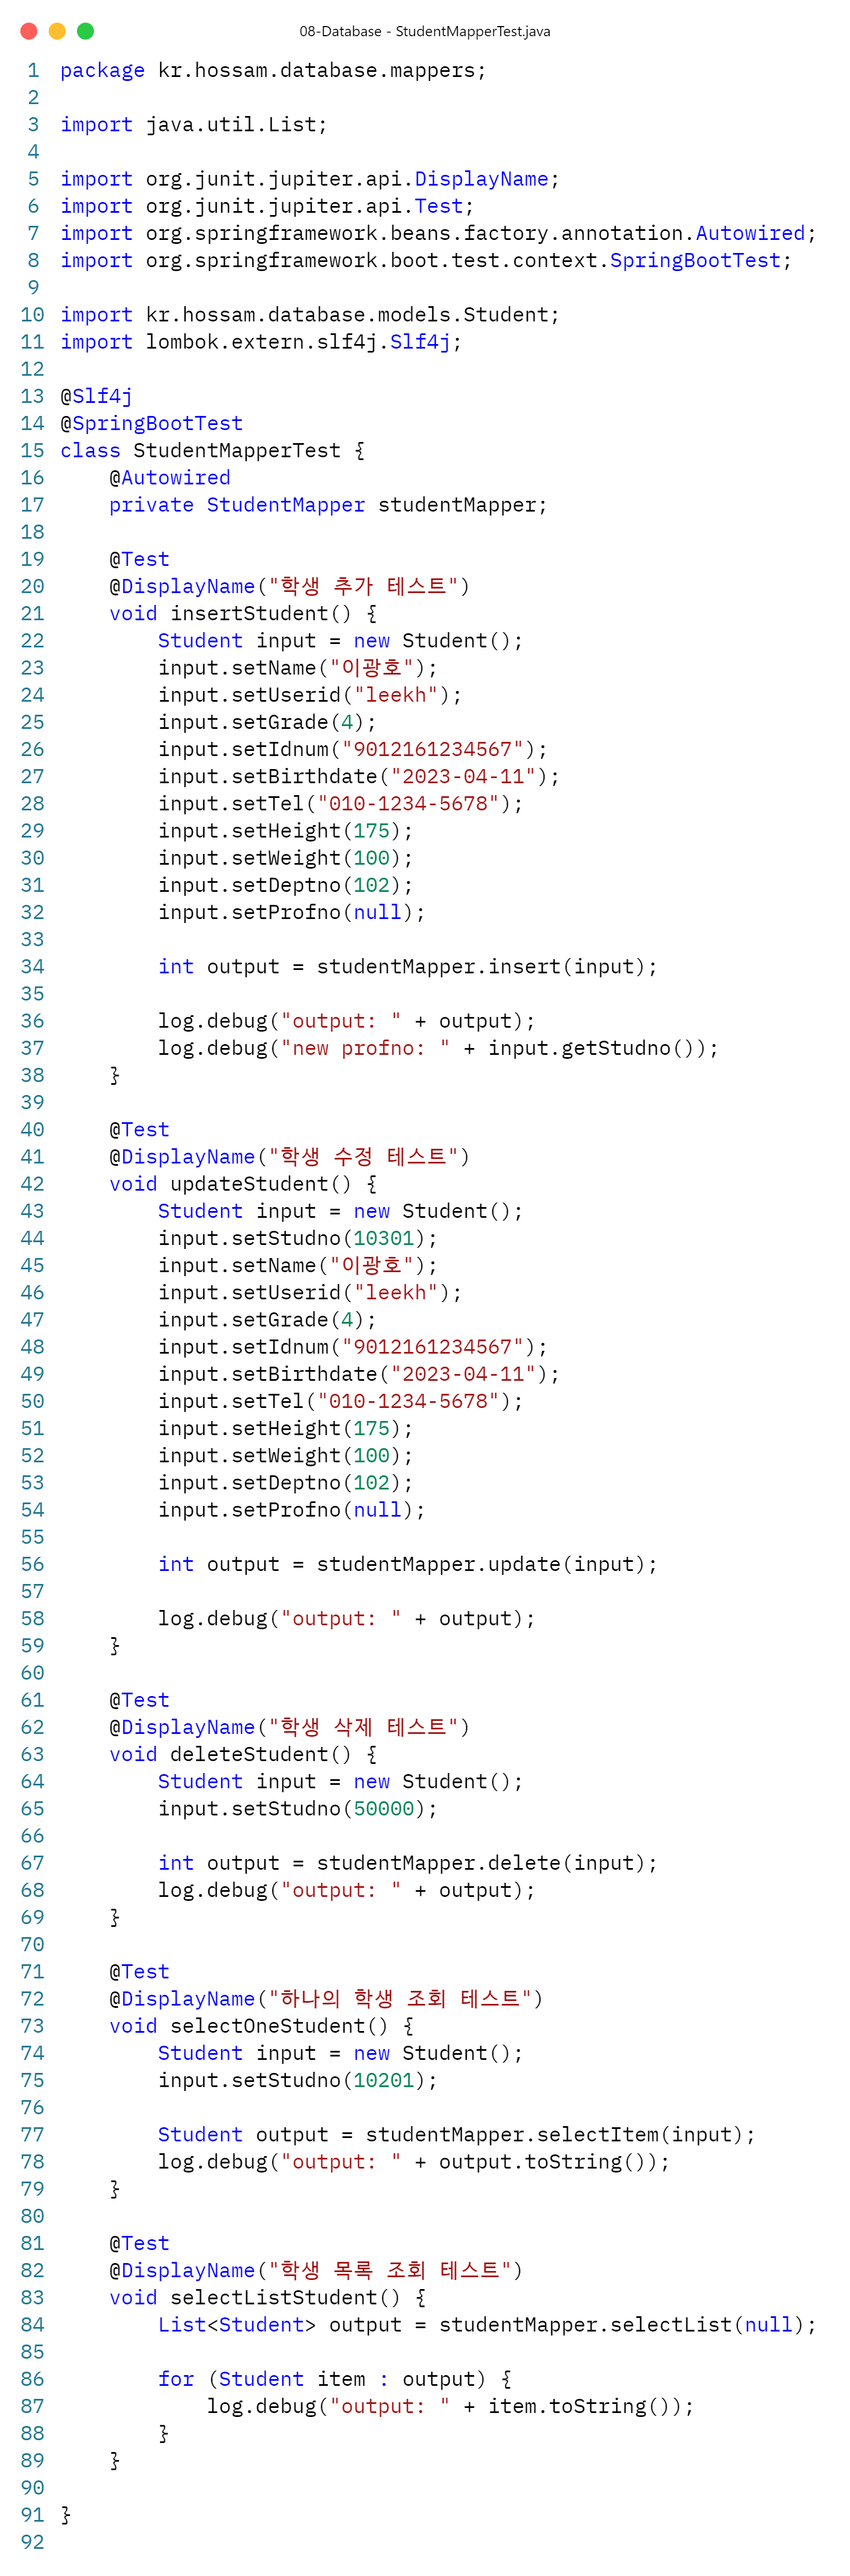 08-Database - StudentMapperTest.java
1 package kr.hossam.database.mappers;
2
3 import java.util.List;
4
5 import org.junit.jupiter.api.DisplayName;
6 import org.junit.jupiter.api.Test;
7 import org.springframework.beans.factory.annotation.Autowired;
8 import org.springframework.boot.test.context.SpringBootTest;
9
10 import kr.hossam.database.models.Student;
11 import lombok.extern.slf4j.Slf4j;
12
13 @Slf4j
14 @SpringBootTest
15 class StudentMapperTest {
16     @Autowired
17     private StudentMapper studentMapper;
18
19     @Test
20     @DisplayName("학생 추가 테스트")
21     void insertStudent() {
22         Student input = new Student();
23         input.setName("이광호");
24         input.setUserid("leekh");
25         input.setGrade(4);
26         input.setIdnum("9012161234567");
27         input.setBirthdate("2023-04-11");
28         input.setTel("010-1234-5678");
29         input.setHeight(175);
30         input.setWeight(100);
31         input.setDeptno(102);
32         input.setProfno(null);
33
34         int output = studentMapper.insert(input);
35
36         log.debug("output: " + output);
37         log.debug("new profno: " + input.getStudno());
38     }
39
40     @Test
41     @DisplayName("학생 수정 테스트")
42     void updateStudent() {
43         Student input = new Student();
44         input.setStudno(10301);
45         input.setName("이광호");
46         input.setUserid("leekh");
47         input.setGrade(4);
48         input.setIdnum("9012161234567");
49         input.setBirthdate("2023-04-11");
50         input.setTel("010-1234-5678");
51         input.setHeight(175);
52         input.setWeight(100);
53         input.setDeptno(102);
54         input.setProfno(null);
55
56         int output = studentMapper.update(input);
57
58         log.debug("output: " + output);
59     }
60
61     @Test
62     @DisplayName("학생 삭제 테스트")
63     void deleteStudent() {
64         Student input = new Student();
65         input.setStudno(50000);
66
67         int output = studentMapper.delete(input);
68         log.debug("output: " + output);
69     }
70
71     @Test
72     @DisplayName("하나의 학생 조회 테스트")
73     void selectOneStudent() {
74         Student input = new Student();
75         input.setStudno(10201);
76
77         Student output = studentMapper.selectItem(input);
78         log.debug("output: " + output.toString());
79     }
80
81     @Test
82     @DisplayName("학생 목록 조회 테스트")
83     void selectListStudent() {
84         List<Student> output = studentMapper.selectList(null);
85
86         for (Student item : output) {
87             log.debug("output: " + item.toString());
88         }
89     }
90
91 }
92